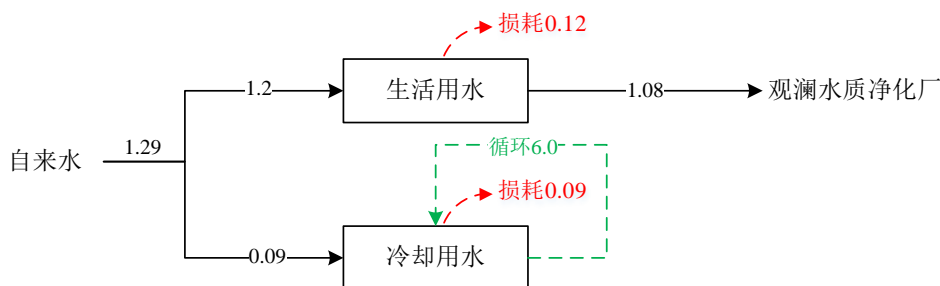 损耗0.12
1.2
生活用水
1.08
观澜水质净化厂
自来水
1.29
循环6.0
损耗0.09
0.09
冷却用水